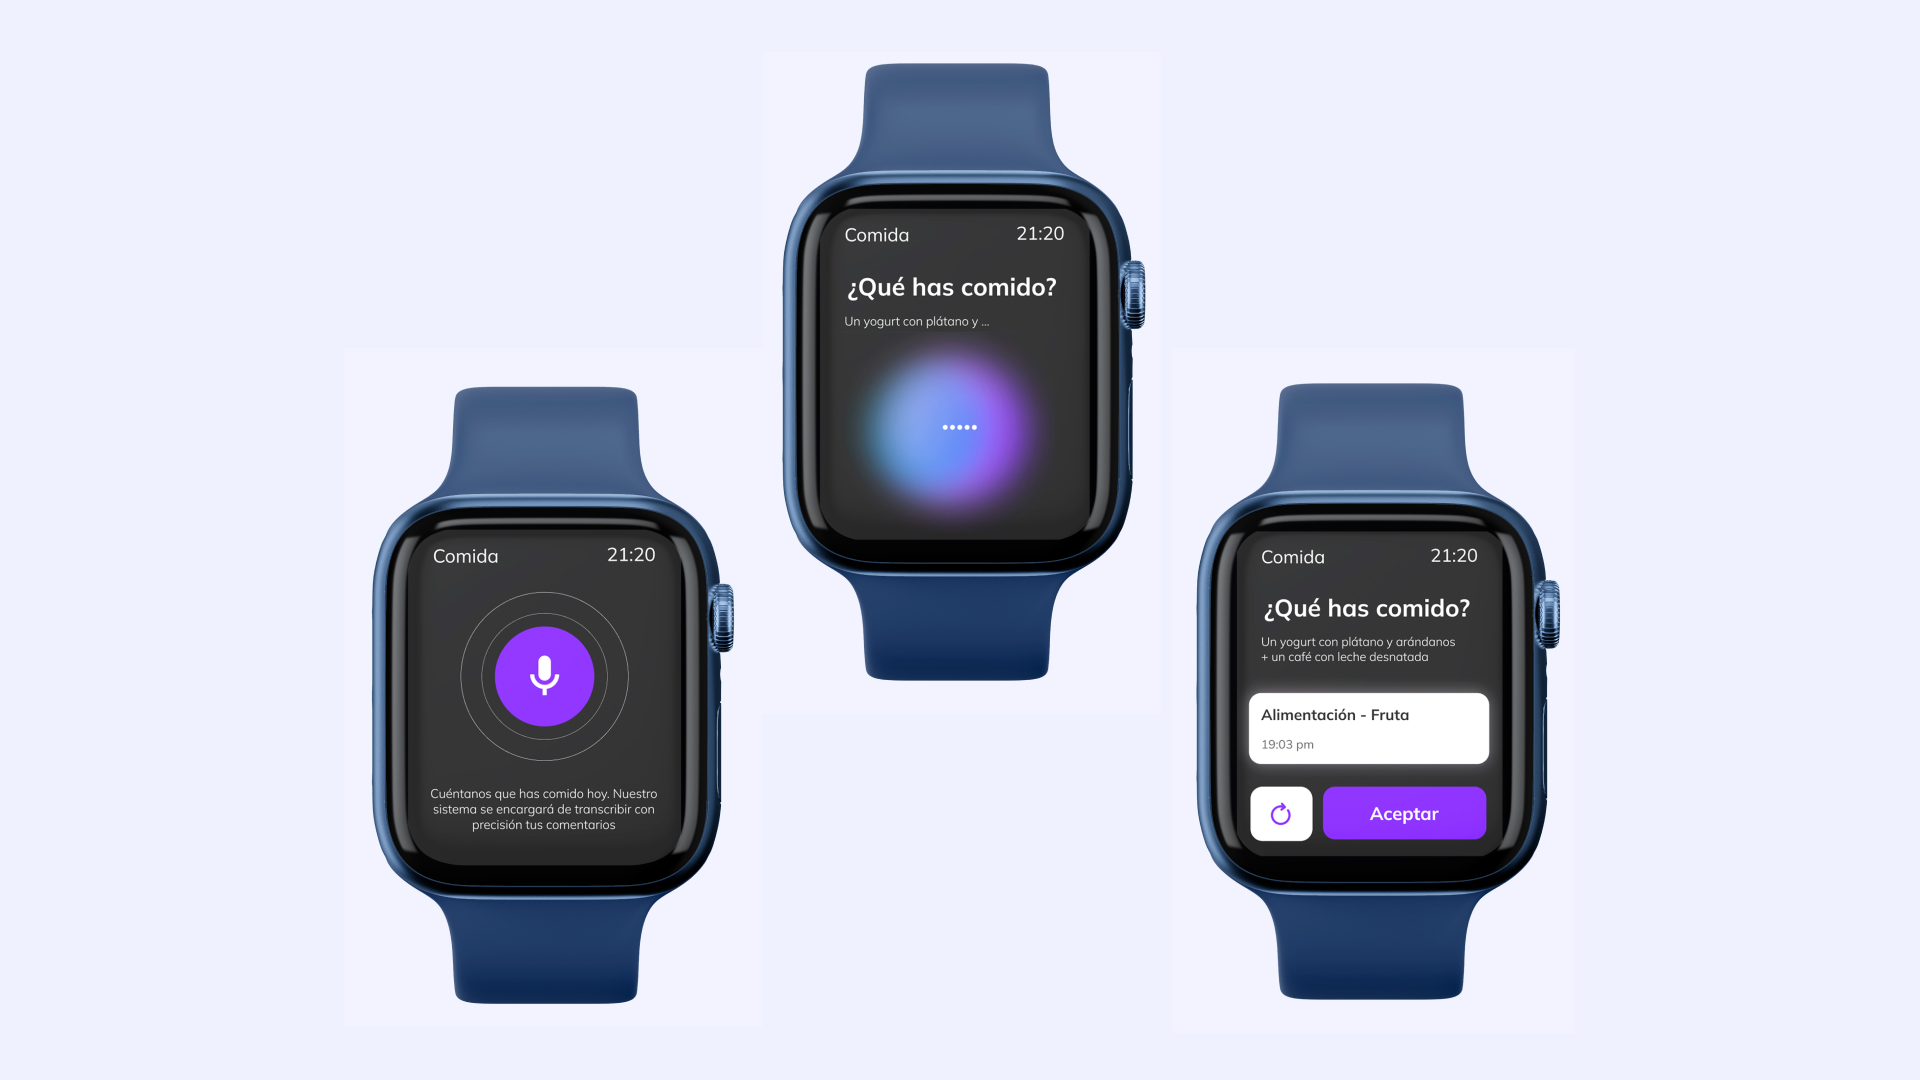 Comida 21:20
Cuéntanos que has comido hoy. Nuestro
sistema se encargará de transcribir con
precisión tus comentarios
Comida 21:20
¿Qué has comido?
Un yogurt con plátano y ...
Comida 21:20
¿Qué has comido?
Un yogurt con plátano y arándanos
+ un café con leche desnatada
Alimentación - Fruta
19:03 pm
Aceptar